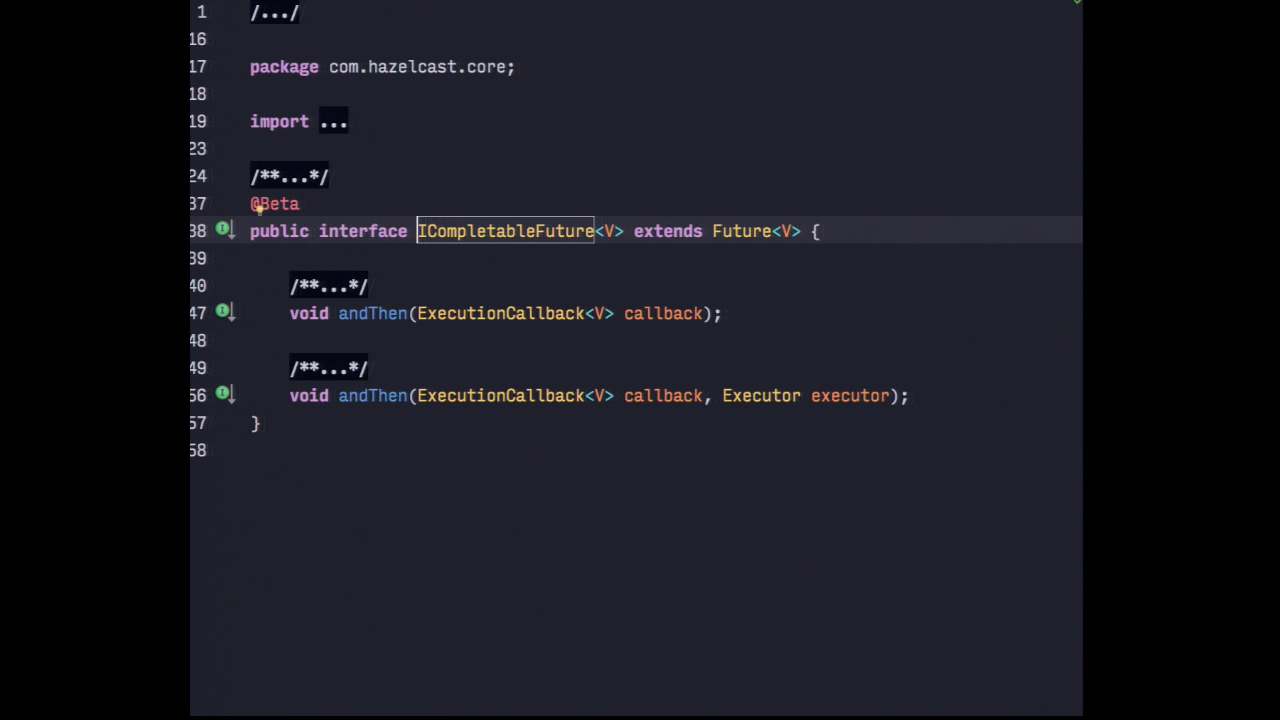 1 /.../
16
17 package com.hazelcast.core;
18
19 import ...
23
24 /**...*/
37 @Beta
38 public interface ICompletableFuture<V> extends Future<V> {
39
40 /**...*/
47 void andThen(ExecutionCallback<V> callback);
48
49 /**...*/
56 void andThen(ExecutionCallback<V> callback, Executor executor);
57 }
58